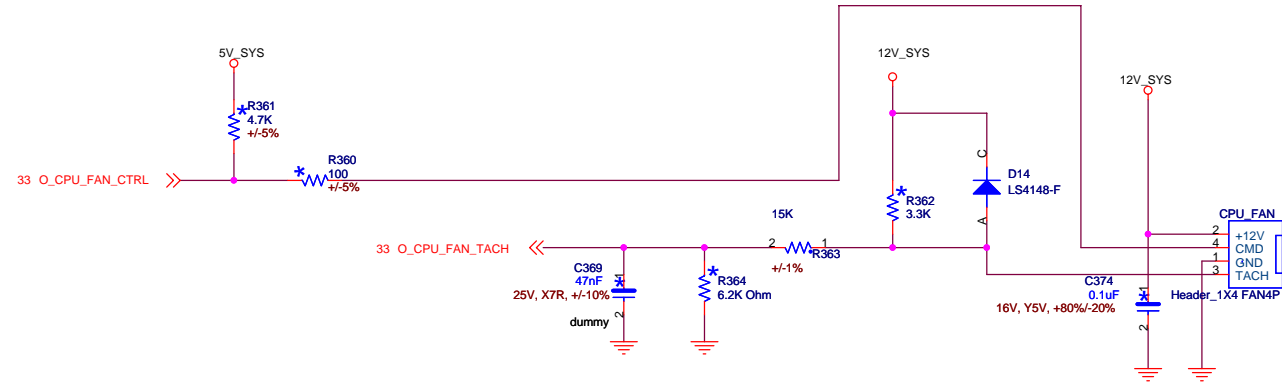 5V_SYS
12V_SYS
12V_SYS
*
R361
4.7K
+/-5%
33 O_CPU_FAN_CTRL
*
R360
100
+/-5%
C
D14
LS4148-F
A
*
R362
3.3K
15K
33 O_CPU_FAN_TACH
2
1
R363
+/-1%
CPU_FAN
2
+12V
4
CMD
1
GND
3
TACH
Header_1X4 FAN4P
C369
1
47nF
*
25V, X7R, +/-10%
2
dummy
*
R364
6.2K Ohm
C374
1
0.1uF
*
16V, Y5V, +80%/-20%
2